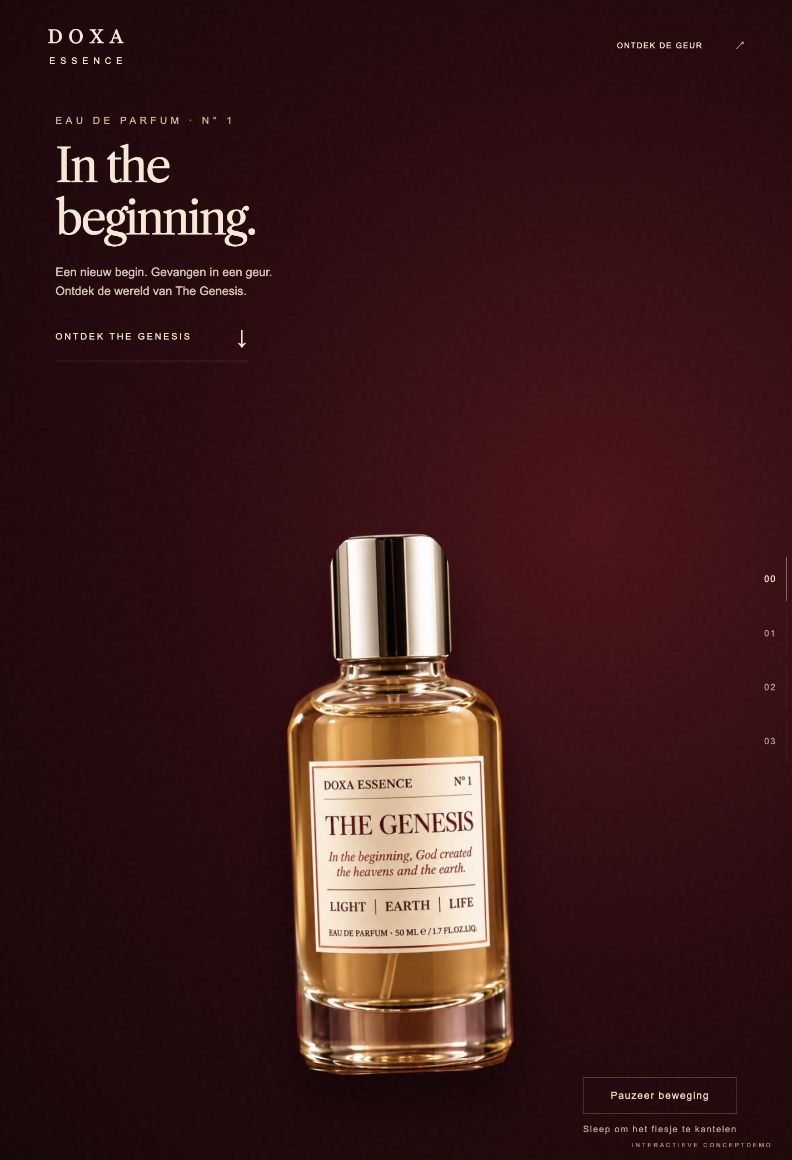 DOXA
ESSENCE
ONTDEK DE GEUR
EAU DE PARFUM · N° 1
In the
beginning.
Een nieuw begin. Gevangen in een geur.
Ontdek de wereld van The Genesis.
ONTDEK THE GENESIS
00
01
02
03
DOXA ESSENCE N° 1
THE GENESIS
In the beginning, God created
the heavens and the earth.
LIGHT | EARTH | LIFE
EAU DE PARFUM • 50 ML ℮ / 1.7 FL.OZ.LIQ.
Pauzeer beweging
Sleep om het flesje te kantelen
INTERACTIEVE CONCEPTDEMO